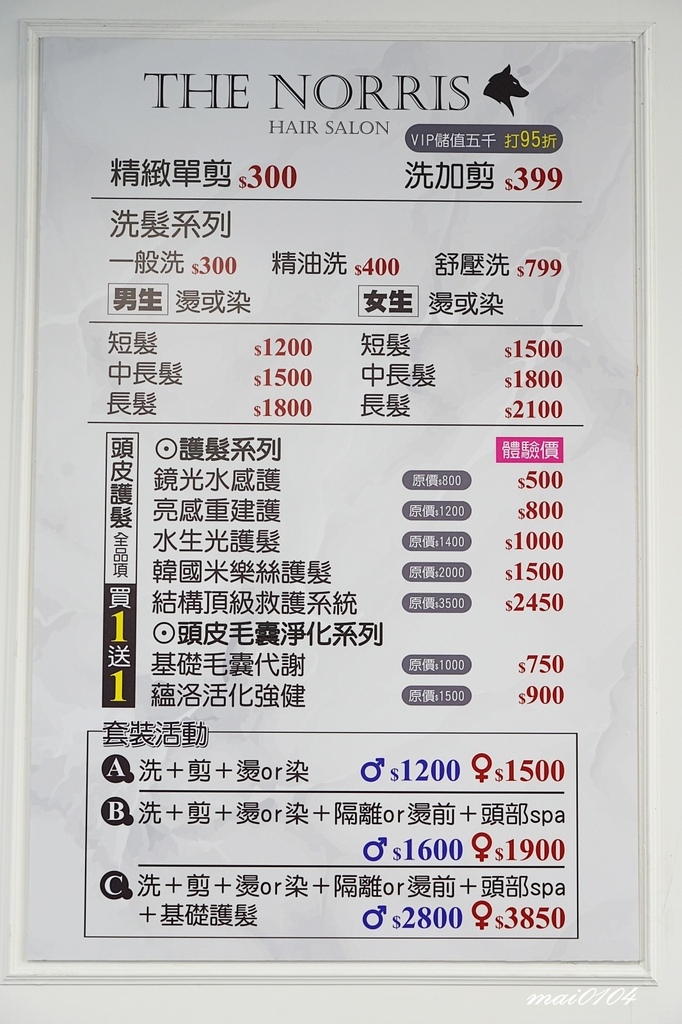 THE NORRIS
HAIR SALON
VIP儲值五千 打95折
精緻單剪 $300 洗加剪 $399
洗髮系列
一般洗 $300 精油洗 $400 舒壓洗 $799
男生 燙或染 女生 燙或染
短髮 $1200 短髮 $1500
中長髮 $1500 中長髮 $1800
長髮 $1800 長髮 $2100
頭皮護髮 全品項 買1送1
⊙護髮系列 體驗價
鏡光水感護 原價$800 $500
亮感重建護 原價$1200 $800
水生光護髮 原價$1400 $1000
韓國米樂絲護髮 原價$2000 $1500
結構頂級救護系統 原價$3500 $2450
⊙頭皮毛囊淨化系列
基礎毛囊代謝 原價$1000 $750
蘊洛活化強健 原價$1500 $900
套裝活動
A 洗＋剪＋燙or染 ♂$1200 ♀$1500
B 洗＋剪＋燙or染＋隔離or燙前＋頭部spa
♂$1600 ♀$1900
C 洗＋剪＋燙or染＋隔離or燙前＋頭部spa
＋基礎護髮 ♂$2800 ♀$3850
mai0104